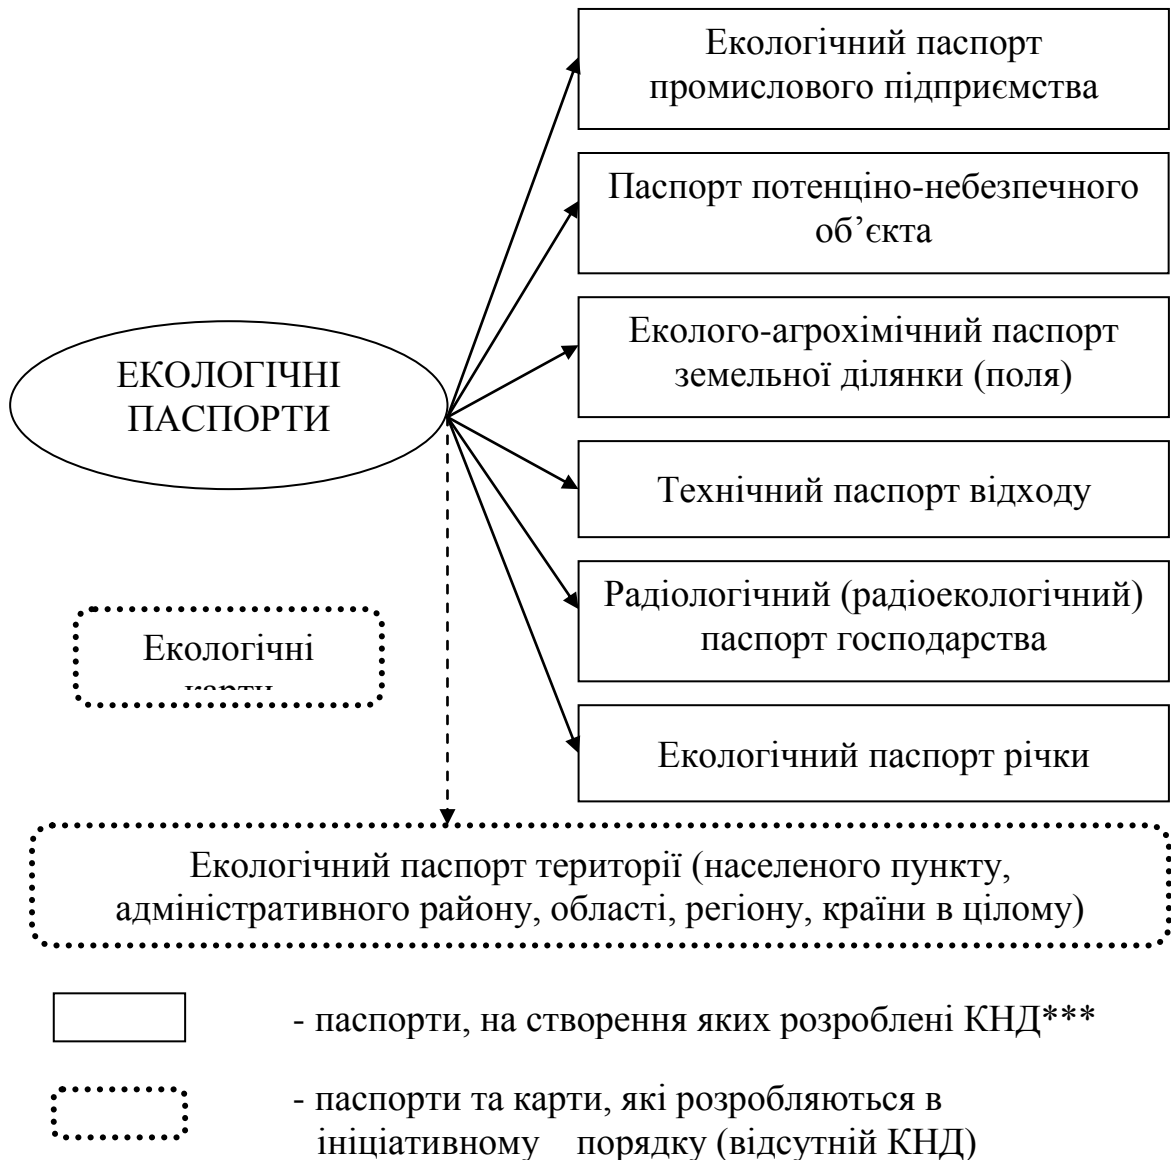 Екологічний паспорт
промислового підприємства
Паспорт потенціно-небезпечного
об’єкта
Еколого-агрохімічний паспорт
земельної ділянки (поля)
ЕКОЛОГІЧНІ
ПАСПОРТИ
Технічний паспорт відходу
Радіологічний (радіоекологічний)
паспорт господарства
Екологічні
карти
Екологічний паспорт річки
Екологічний паспорт території (населеного пункту,
адміністративного району, області, регіону, країни в цілому)
- паспорти, на створення яких розроблені КНД***
- паспорти та карти, які розробляються в
ініціативному порядку (відсутній КНД)